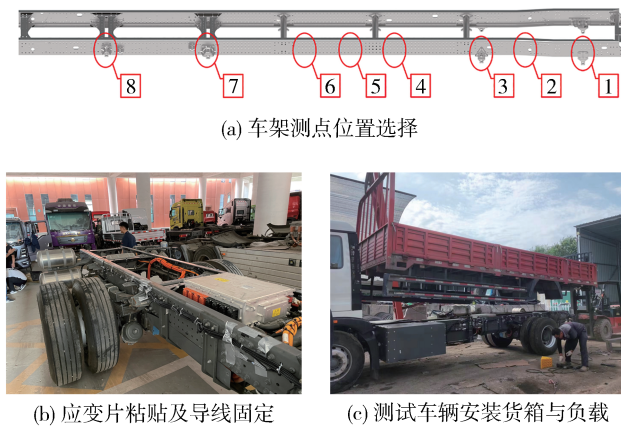 8 7 6 5 4 3 2 1
(a) 车架测点位置选择
(b) 应变片粘贴及导线固定
(c) 测试车辆安装货箱与负载